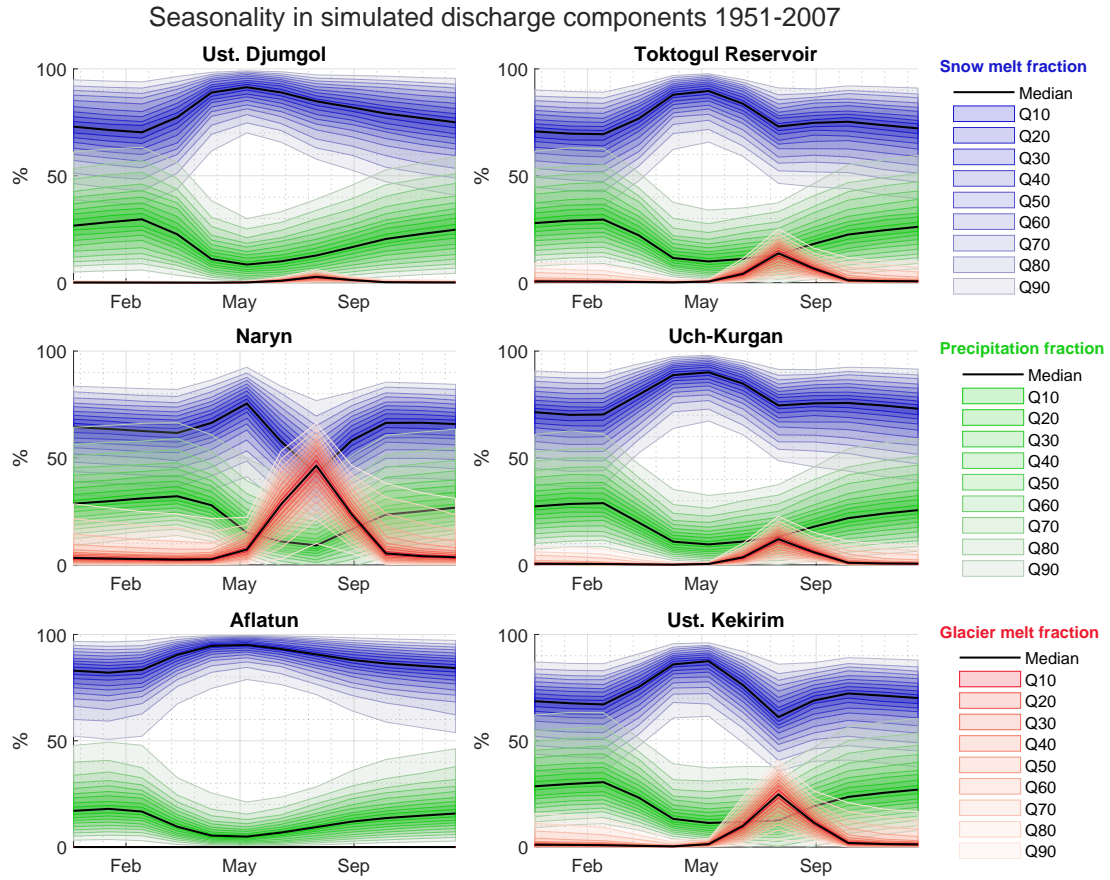 Seasonality in simulated discharge components 1951-2007
Ust. Djumgol
100
50
0
%
Feb
May
Sep
Toktogul Reservoir
100
50
0
%
Feb
May
Sep
Snow melt fraction
Median
Q10
Q20
Q30
Q40
Q50
Q60
Q70
Q80
Q90
Naryn
100
50
0
%
Feb
May
Sep
Uch-Kurgan
100
50
0
%
Feb
May
Sep
Precipitation fraction
Median
Q10
Q20
Q30
Q40
Q50
Q60
Q70
Q80
Q90
Aflatun
100
50
0
%
Feb
May
Sep
Ust. Kekirim
100
50
0
%
Feb
May
Sep
Glacier melt fraction
Median
Q10
Q20
Q30
Q40
Q50
Q60
Q70
Q80
Q90